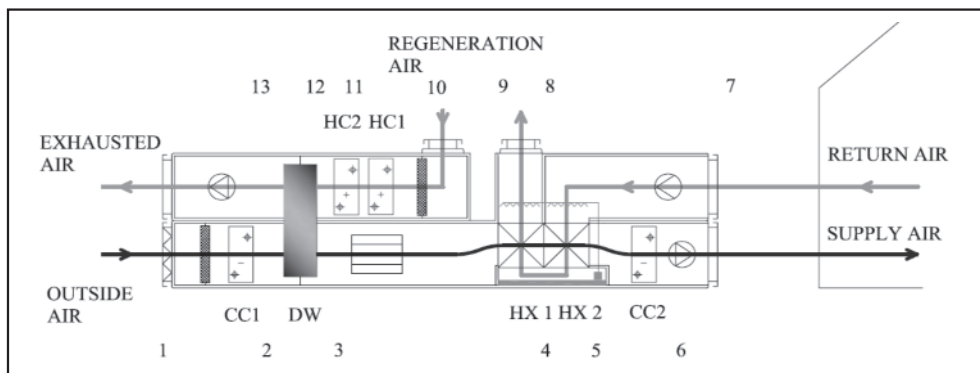 REGENERATION
AIR
13 12 11 10 9 8 7
HC2 HC1
EXHAUSTED
AIR
RETURN AIR
SUPPLY AIR
OUTSIDE
AIR
CC1 DW HX 1 HX 2 CC2
1 2 3 4 5 6